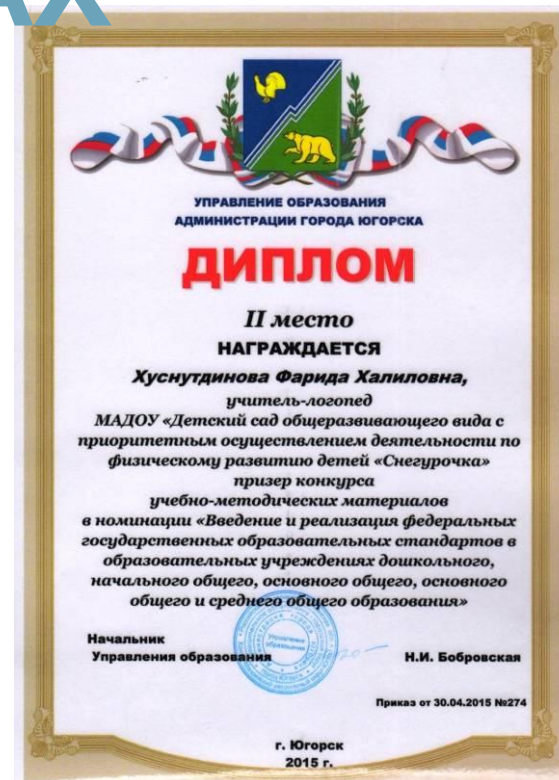 АХ
УПРАВЛЕНИЕ ОБРАЗОВАНИЯ
АДМИНИСТРАЦИИ ГОРОДА ЮГОРСКА
ДИПЛОМ
II место
НАГРАЖДАЕТСЯ
Хуснутдинова Фарида Халиловна,
учитель-логопед
МАДОУ «Детский сад общеразвивающего вида с
приоритетным осуществлением деятельности по
физическому развитию детей «Снегурочка»
призер конкурса
учебно-методических материалов
в номинации «Введение и реализация федеральных
государственных образовательных стандартов в
образовательных учреждениях дошкольного,
начального общего, основного общего, основного
общего и среднего общего образования»
Начальник
Управления образования
Н.И. Бобровская
Управление
образования
Приказ от 30.04.2015 №274
г. Югорск
2015 г.